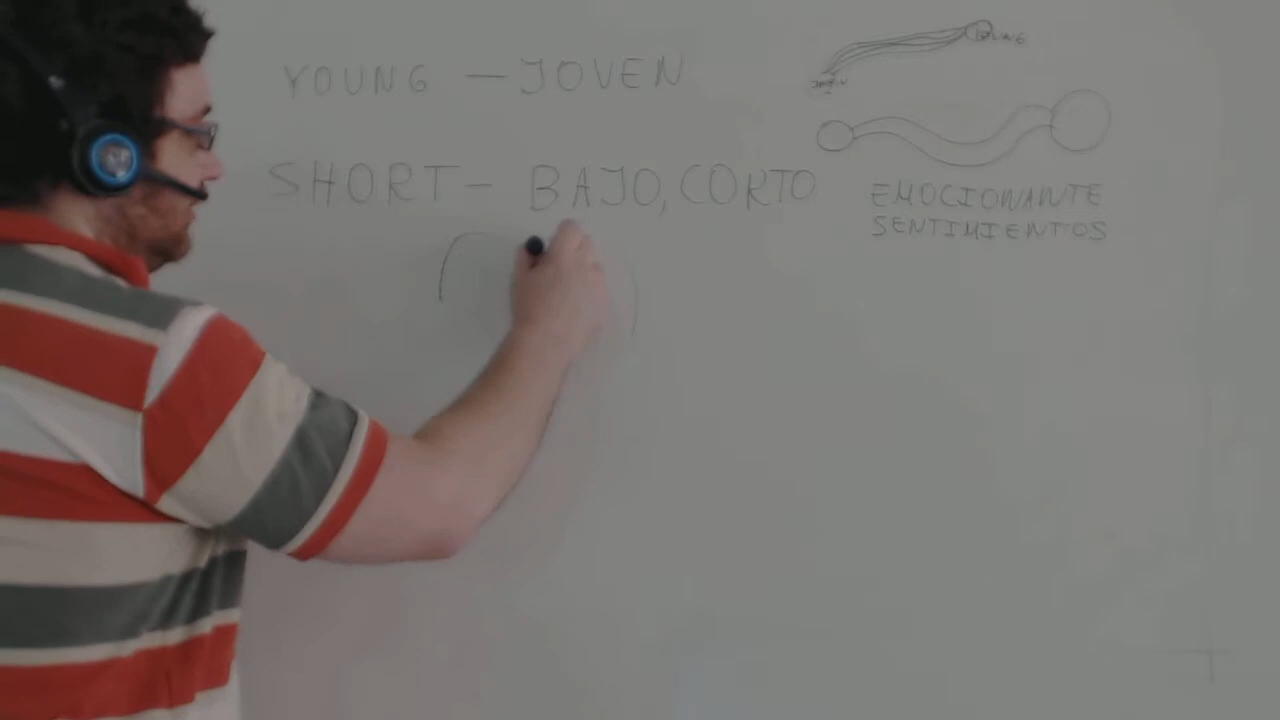 YOUNG — JOVEN
SHORT - BAJO, CORTO
EMOCIONANTE
SENTIMIENTOS